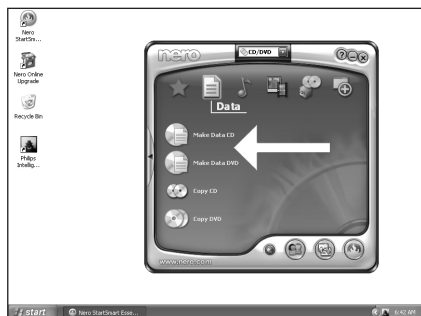 nero
CD/DVD
Nero
StartSm...
Nero Online
Upgrade
Recycle Bin
Philips
Intellig...
Data
Make Data CD
Make Data DVD
Copy CD
Copy DVD
www.nero.com
start
Nero StartSmart Esse...
6:42 AM